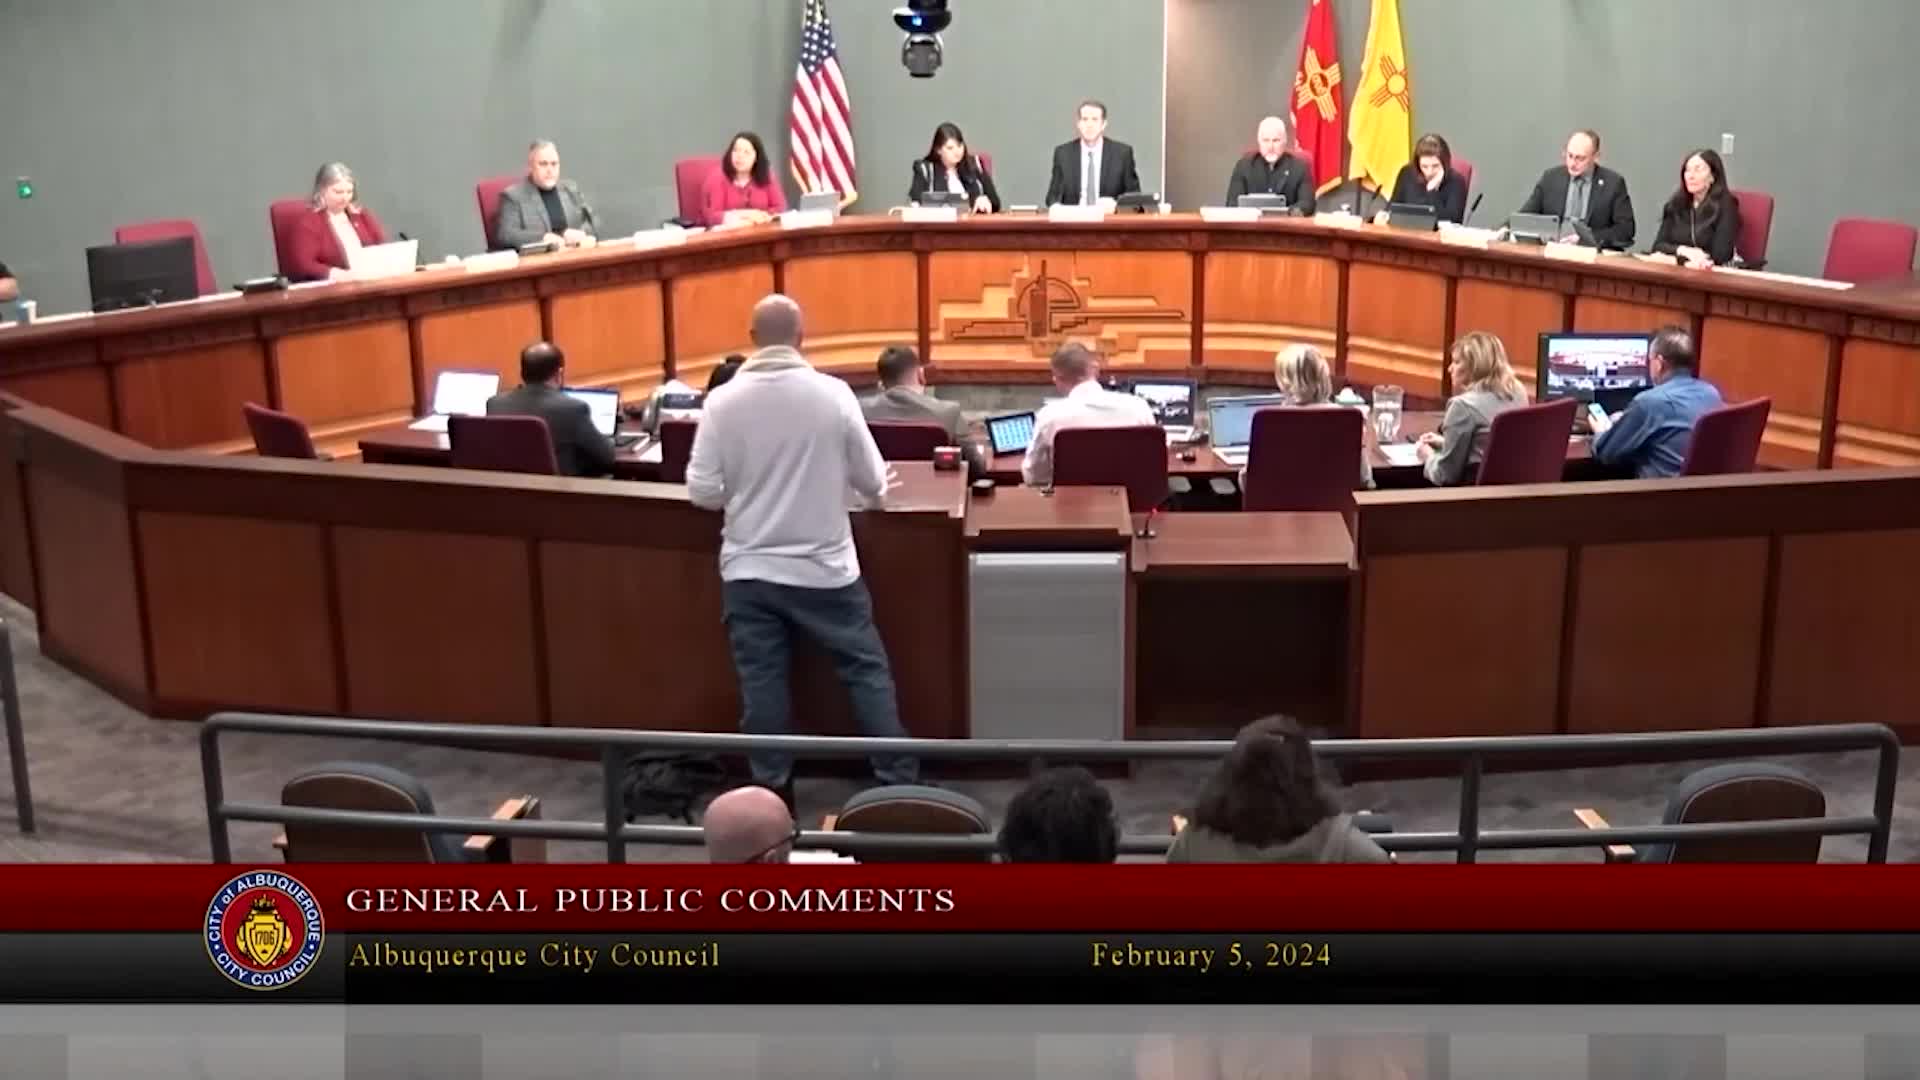 GENERAL PUBLIC COMMENTS
CITY of ALBUQUERQUE
1706
CITY COUNCIL
Albuquerque City Council
February 5, 2024